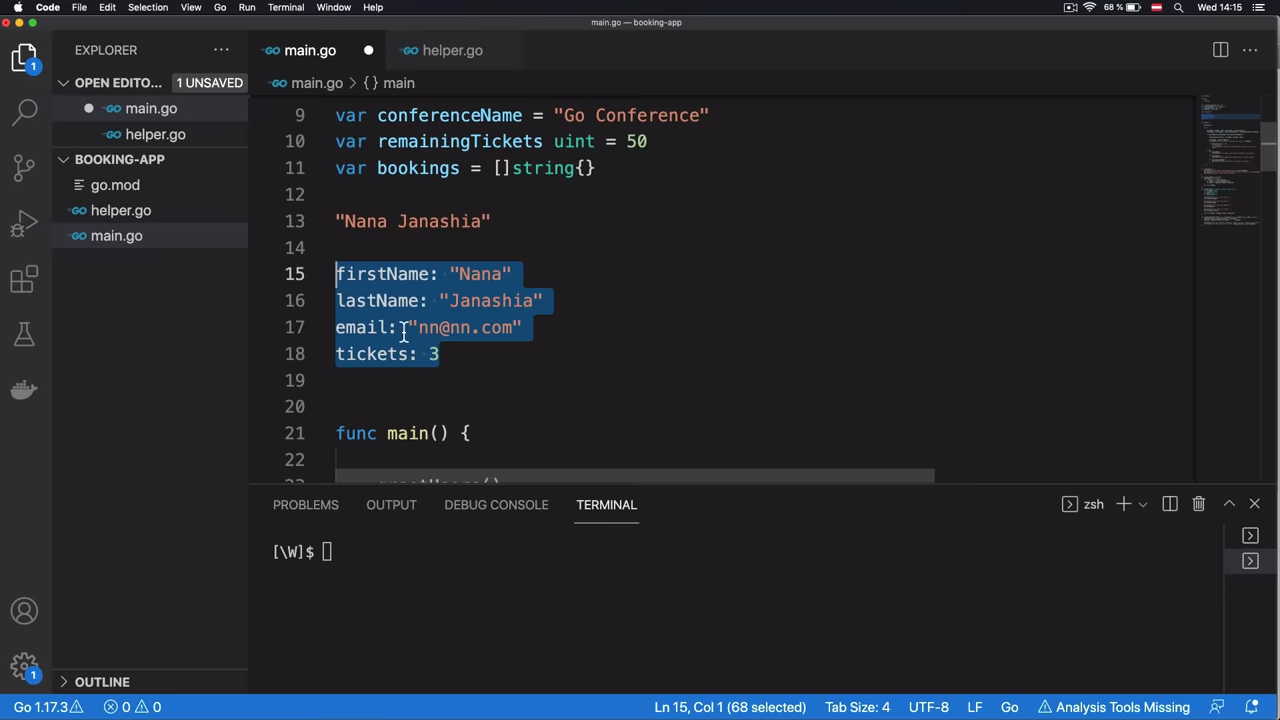 Code File Edit Selection View Go Run Terminal Window Help 68 % Wed 14:15
main.go — booking-app
EXPLORER ...
main.go helper.go ...
OPEN EDITO... 1 UNSAVED
main.go > {} main
main.go
helper.go
BOOKING-APP
go.mod
helper.go
main.go
9 var conferenceName = "Go Conference"
10 var remainingTickets uint = 50
11 var bookings = []string{}
12
13 "Nana Janashia"
14
15 firstName: "Nana"
16 lastName: "Janashia"
17 email: "nn@nn.com"
18 tickets: 3
19
20
21 func main() {
22
PROBLEMS OUTPUT DEBUG CONSOLE TERMINAL zsh
[\W]$
1
1
OUTLINE
Go 1.17.3 0 0 Ln 15, Col 1 (68 selected) Tab Size: 4 UTF-8 LF Go Analysis Tools Missing